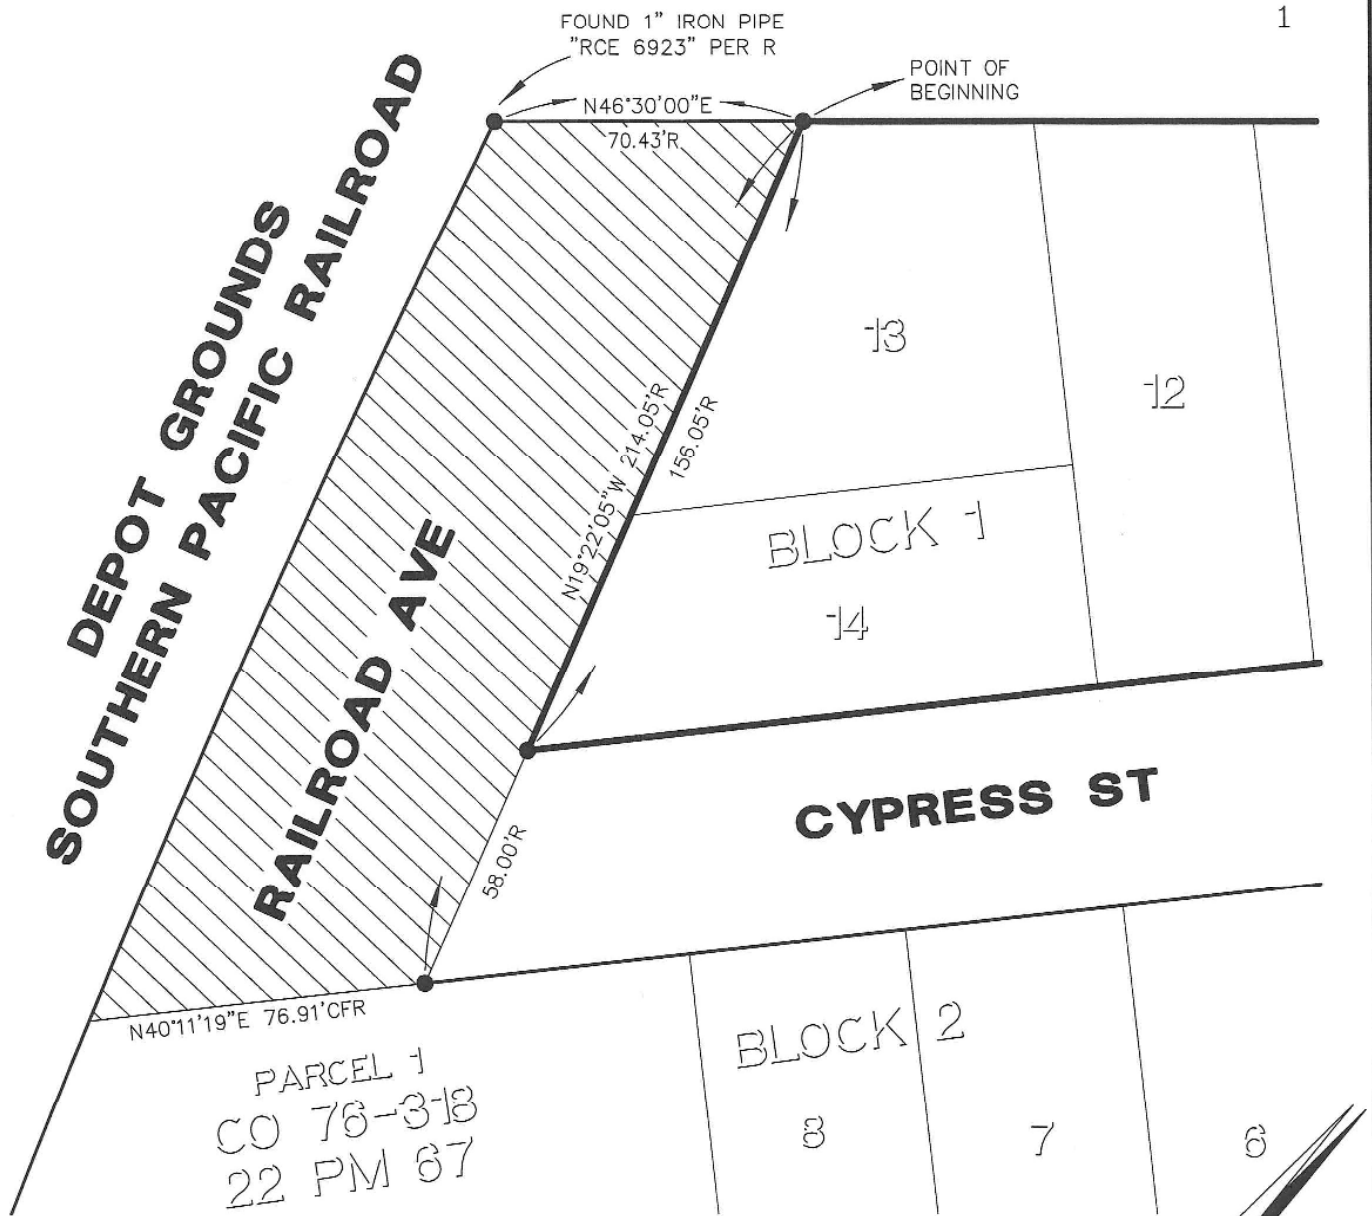 1
FOUND 1" IRON PIPE
"RCE 6923" PER R
POINT OF
BEGINNING
N46°30'00"E
70.43'R
DEPOT GROUNDS
SOUTHERN PACIFIC RAILROAD
13
12
N19°22'05"W 214.05'R
156.05'R
BLOCK 1
14
RAILROAD AVE
CYPRESS ST
58.00'R
N40°11'19"E 76.91'CFR
PARCEL 1
CO 76-318
22 PM 67
BLOCK 2
8
7
6